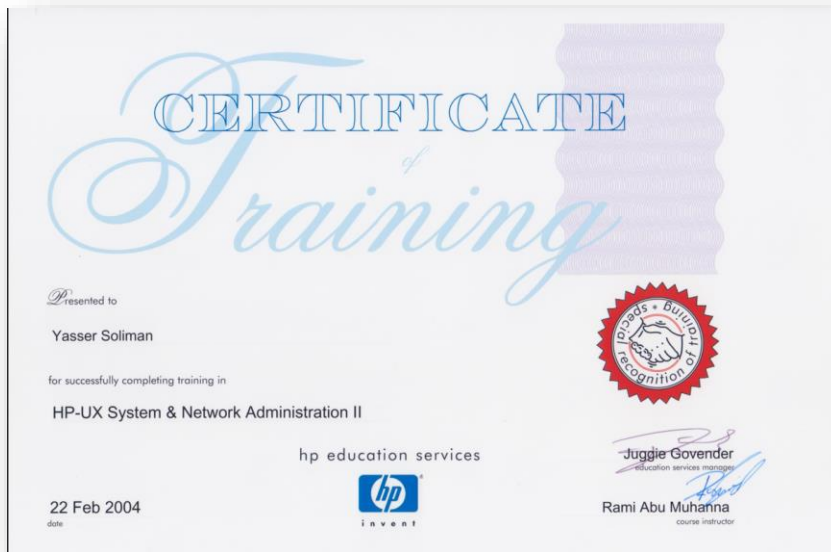 CERTIFICATE
of
Training
Presented to
Yasser Soliman
for successfully completing training in
HP-UX System & Network Administration II
special recognition of training
hp education services
hp
invent
Juggie Govender
education services manager
22 Feb 2004
date
Rami Abu Muhanna
course instructor